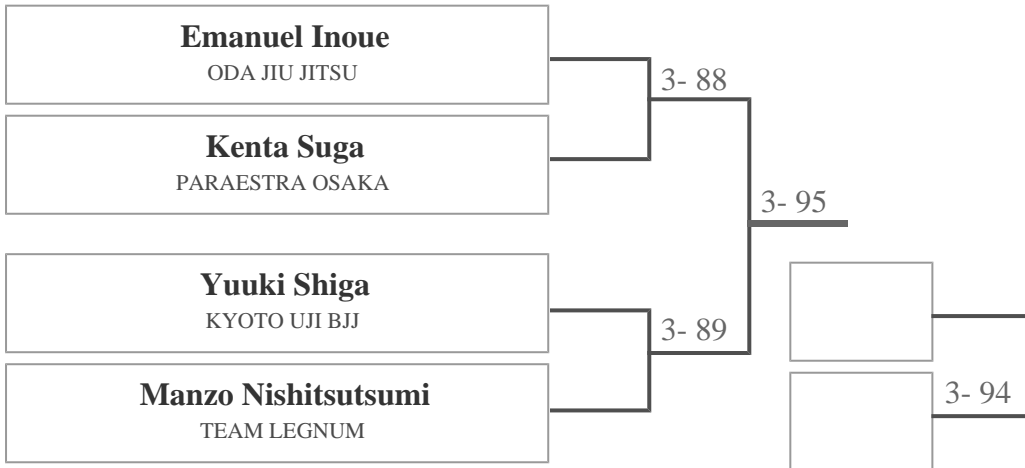 Emanuel Inoue
ODA JIU JITSU
3- 88
Kenta Suga
PARAESTRA OSAKA
3- 95
Yuuki Shiga
KYOTO UJI BJJ
3- 89
Manzo Nishitsutsumi
TEAM LEGNUM
3- 94